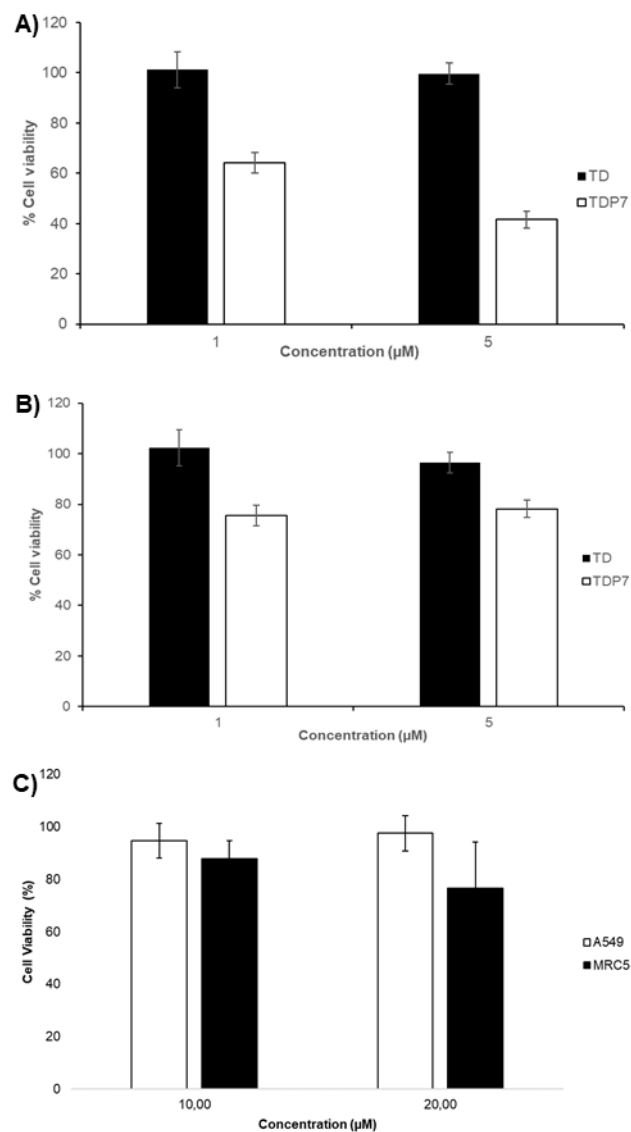 A)
120
100
80
60
40
20
0
% Cell viability
1
5
Concentration (µM)
TD
TDP7
B)
120
100
80
60
40
20
0
% Cell viability
1
5
Concentration (µM)
TD
TDP7
C)
120
100
80
60
40
20
0
Cell Viability (%)
10,00
20,00
Concentration (µM)
A549
MRC5